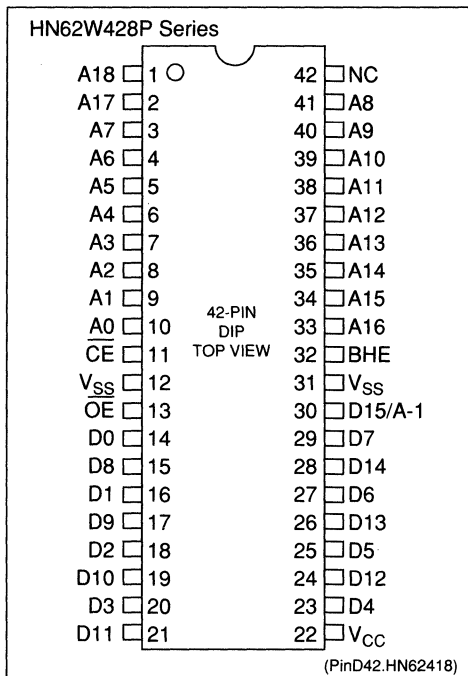 HN62W428P Series
A18 1 42 NC
A17 2 41 A8
A7 3 40 A9
A6 4 39 A10
A5 5 38 A11
A4 6 37 A12
A3 7 36 A13
A2 8 35 A14
A1 9 34 A15
A0 10 33 A16
42-PIN
DIP
TOP VIEW
C̅E̅ 11 32 BHE
VSS 12 31 VSS
O̅E̅ 13 30 D15/A-1
D0 14 29 D7
D8 15 28 D14
D1 16 27 D6
D9 17 26 D13
D2 18 25 D5
D10 19 24 D12
D3 20 23 D4
D11 21 22 VCC
(PinD42.HN62418)